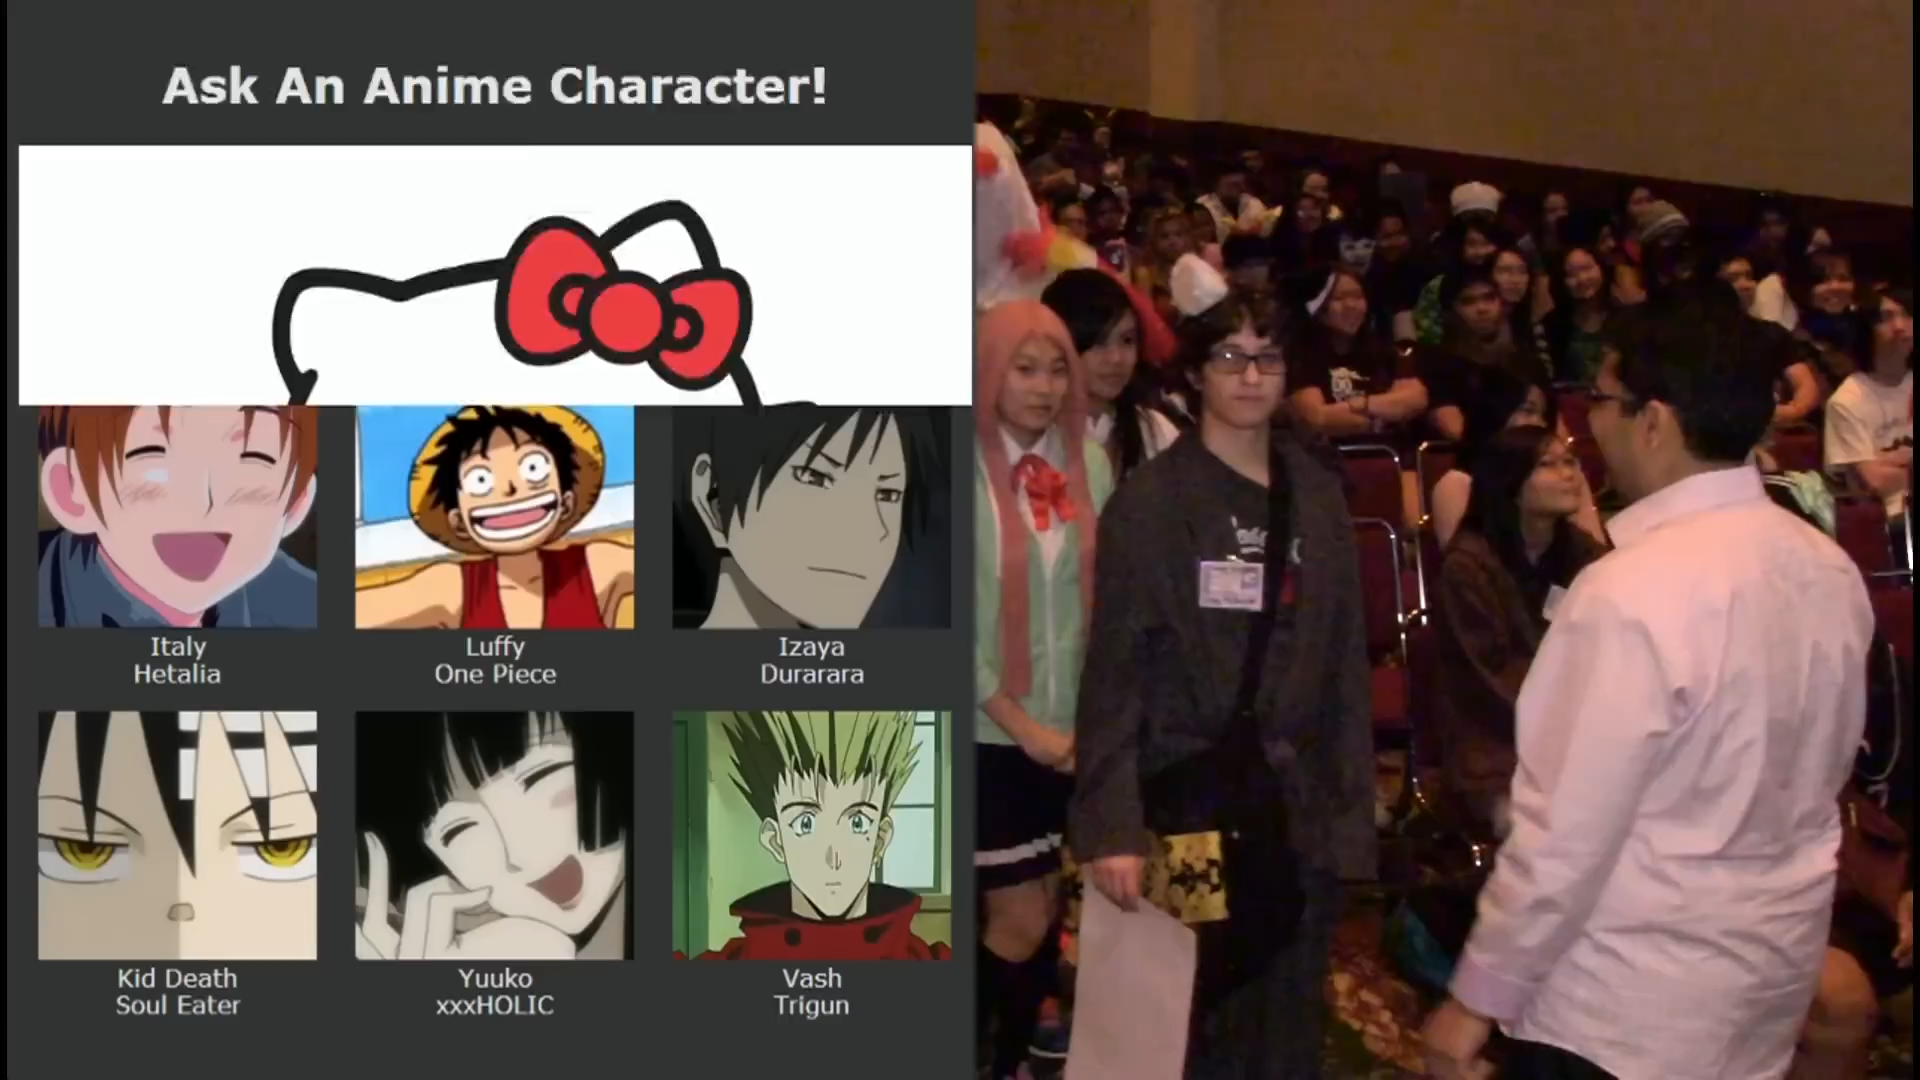 Ask An Anime Character!
Italy
Hetalia
Luffy
One Piece
Izaya
Durarara
Kid Death
Soul Eater
Yuuko
xxxHOLIC
Vash
Trigun